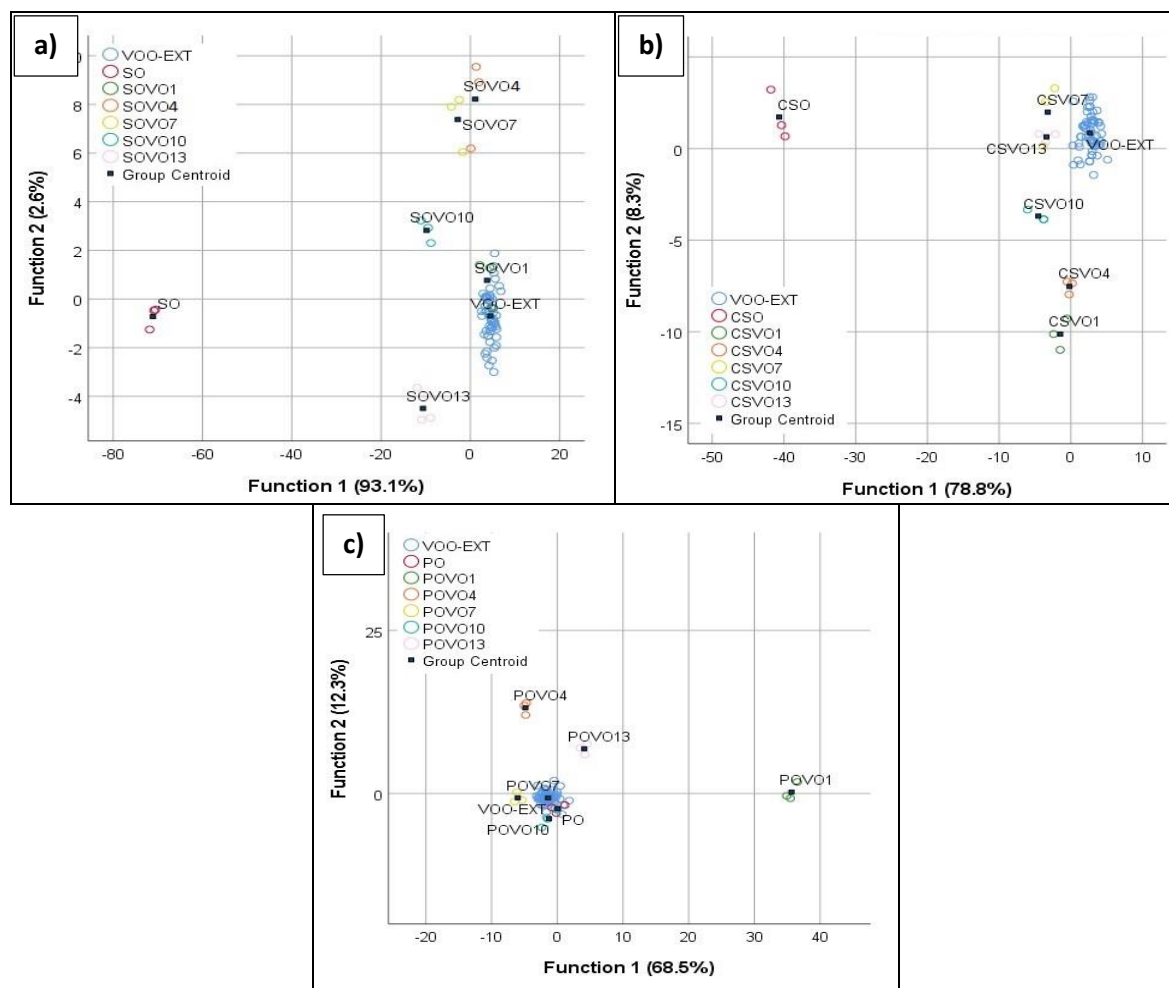 a)
VOO-EXT
SO
SOVO1
SOVO4
SOVO7
SOVO10
SOVO13
Group Centroid
SOVO4
SOVO7
SOVO10
SOVO1
VOO-EXT
SO
SOVO13
8
6
4
2
0
-2
-4
Function 2 (2.6%)
-80 -60 -40 -20 0 20
Function 1 (93.1%)
b)
CSO
CSVO7
CSVO13
VOO-EXT
CSVO10
CSVO4
CSVO1
VOO-EXT
CSO
CSVO1
CSVO4
CSVO7
CSVO10
CSVO13
Group Centroid
0
-5
-10
-15
Function 2 (8.3%)
-50 -40 -30 -20 -10 0 10
Function 1 (78.8%)
c)
VOO-EXT
PO
POVO1
POVO4
POVO7
POVO10
POVO13
Group Centroid
POVO4
POVO13
POVO7
POVO1
VOO-EXT
PO
POVO10
25
0
Function 2 (12.3%)
-20 -10 0 10 20 30 40
Function 1 (68.5%)